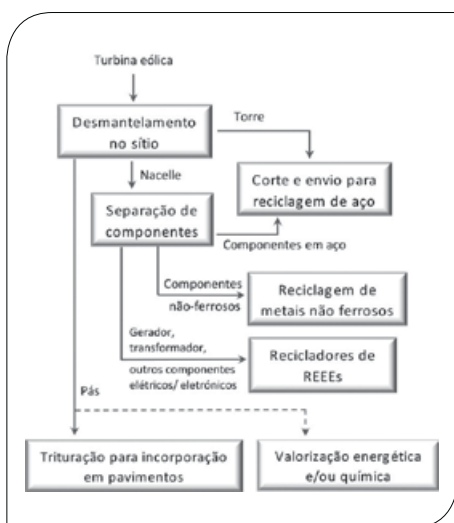 Turbina eólica
Desmantelamento
no sítio
Torre
Nacelle
Corte e envio para
reciclagem de aço
Separação de
componentes
Componentes em aço
Componentes
não-ferrosos
Reciclagem de
metais não ferrosos
Gerador,
transformador,
outros componentes
elétricos/ eletrónicos
Recicladores de
REEEs
Pás
Trituração para incorporação
em pavimentos
Valorização energética
e/ou química